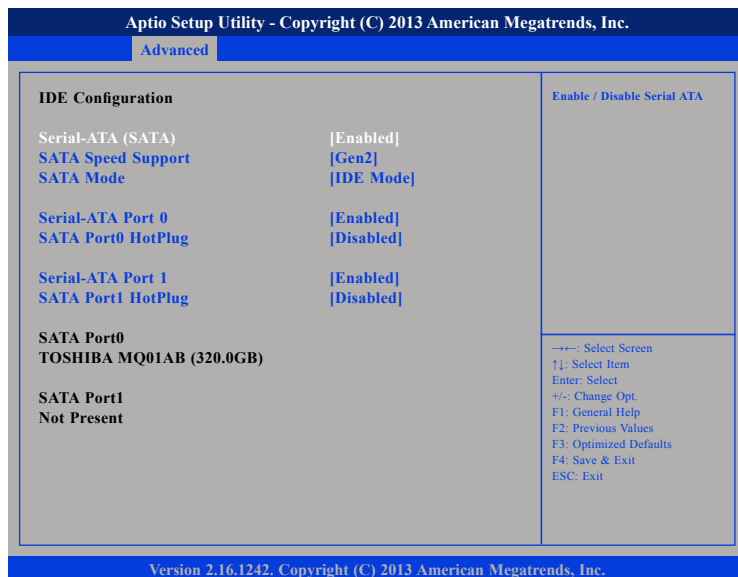 Aptio Setup Utility - Copyright (C) 2013 American Megatrends, Inc.
Advanced
IDE Configuration
Serial-ATA (SATA) [Enabled]
SATA Speed Support [Gen2]
SATA Mode [IDE Mode]
Serial-ATA Port 0 [Enabled]
SATA Port0 HotPlug [Disabled]
Serial-ATA Port 1 [Enabled]
SATA Port1 HotPlug [Disabled]
SATA Port0
TOSHIBA MQ01AB (320.0GB)
SATA Port1
Not Present
Enable / Disable Serial ATA
→←: Select Screen
↑↓: Select Item
Enter: Select
+/-: Change Opt.
F1: General Help
F2: Previous Values
F3: Optimized Defaults
F4: Save & Exit
ESC: Exit
Version 2.16.1242. Copyright (C) 2013 American Megatrends, Inc.